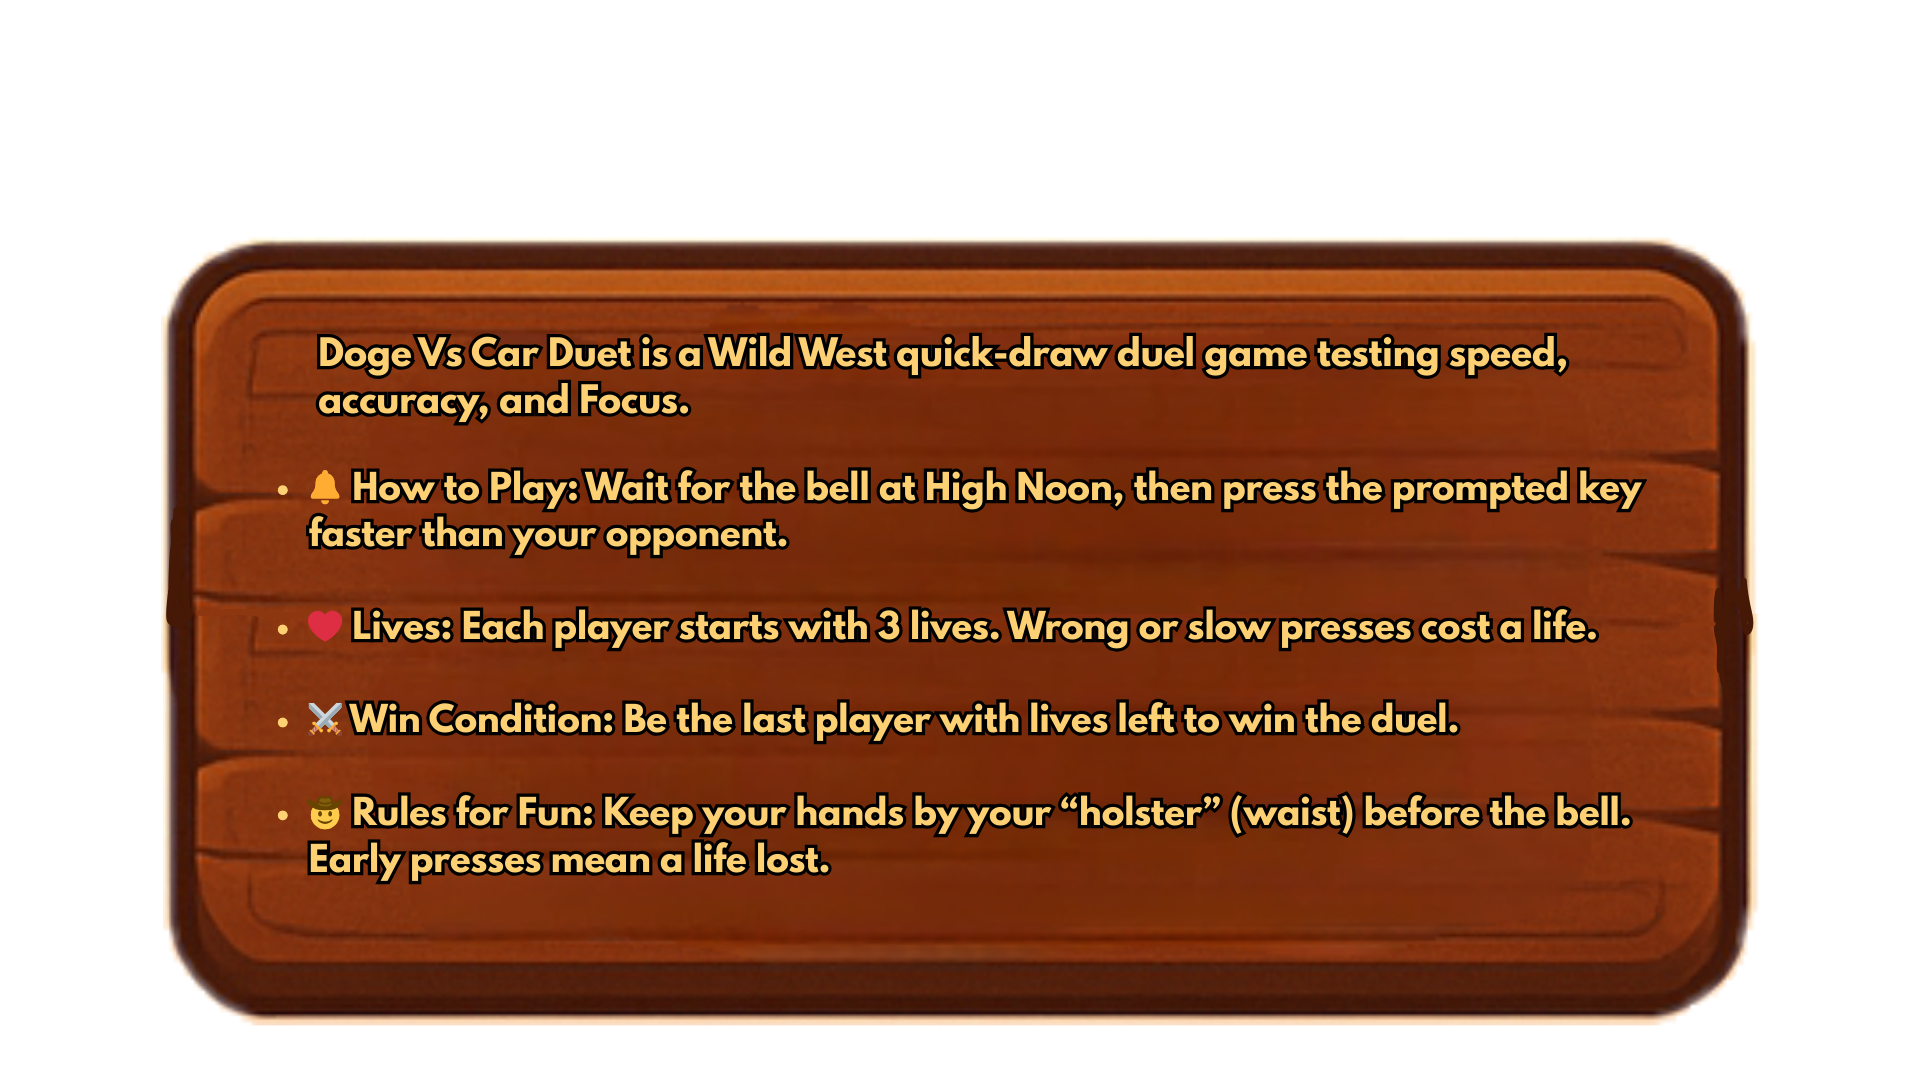 Doge Vs Car Duet is a Wild West quick-draw duel game testing speed,
accuracy, and Focus.
• 🔔 How to Play: Wait for the bell at High Noon, then press the prompted key
faster than your opponent.
• ❤️ Lives: Each player starts with 3 lives. Wrong or slow presses cost a life.
• ⚔️ Win Condition: Be the last player with lives left to win the duel.
• 🤠 Rules for Fun: Keep your hands by your “holster” (waist) before the bell.
Early presses mean a life lost.